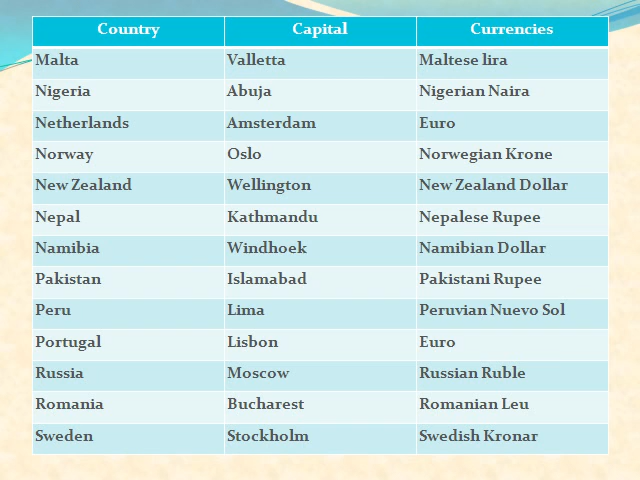 Country Capital Currencies
Malta Valletta Maltese lira
Nigeria Abuja Nigerian Naira
Netherlands Amsterdam Euro
Norway Oslo Norwegian Krone
New Zealand Wellington New Zealand Dollar
Nepal Kathmandu Nepalese Rupee
Namibia Windhoek Namibian Dollar
Pakistan Islamabad Pakistani Rupee
Peru Lima Peruvian Nuevo Sol
Portugal Lisbon Euro
Russia Moscow Russian Ruble
Romania Bucharest Romanian Leu
Sweden Stockholm Swedish Kronar